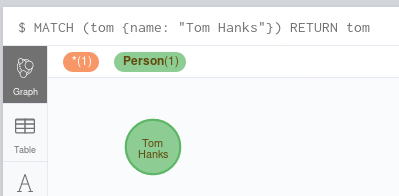 $ MATCH (tom {name: "Tom Hanks"}) RETURN tom
*(1) Person(1)
Graph
Tom
Hanks
Table
A